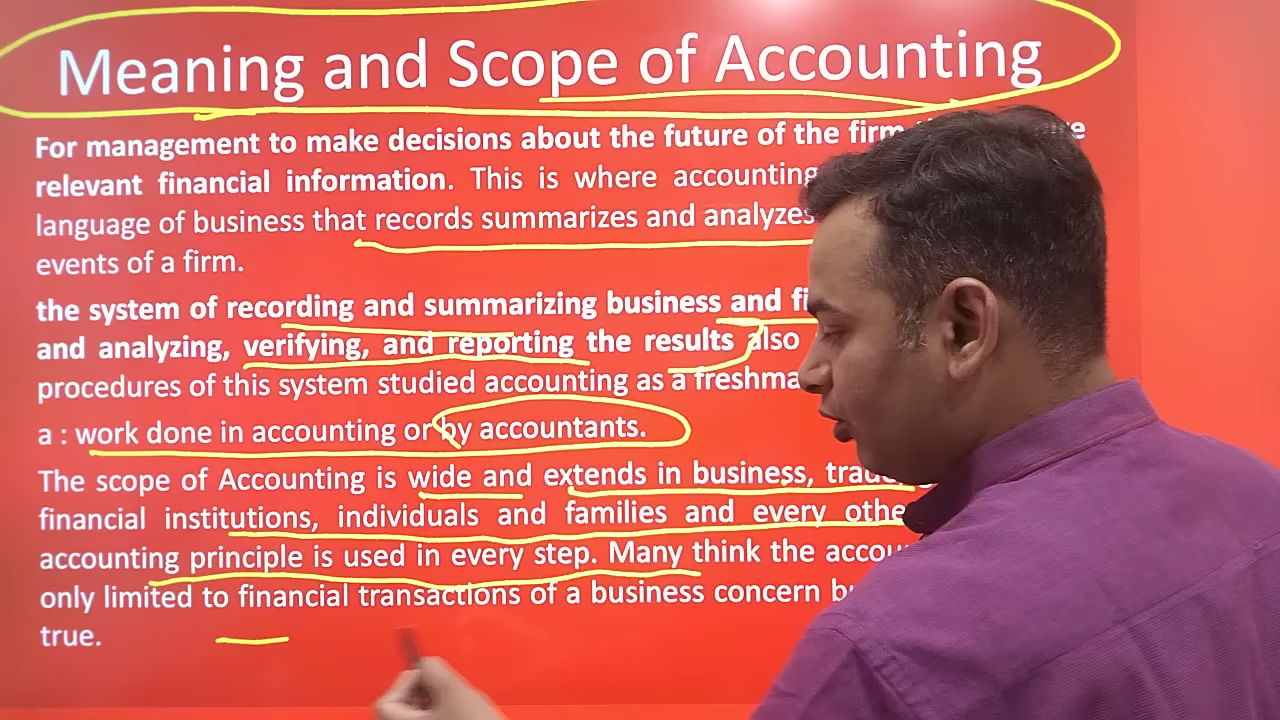 Meaning and Scope of Accounting
For management to make decisions about the future of the firm
relevant financial information. This is where accounting
language of business that records summarizes and analyzes
events of a firm.
the system of recording and summarizing business and
and analyzing, verifying, and reporting the results also
procedures of this system studied accounting as a
a : work done in accounting or by accountants.
The scope of Accounting is wide and extends in business,
financial institutions, individuals and families and every
accounting principle is used in every step. Many think the
only limited to financial transactions of a business concern
true.